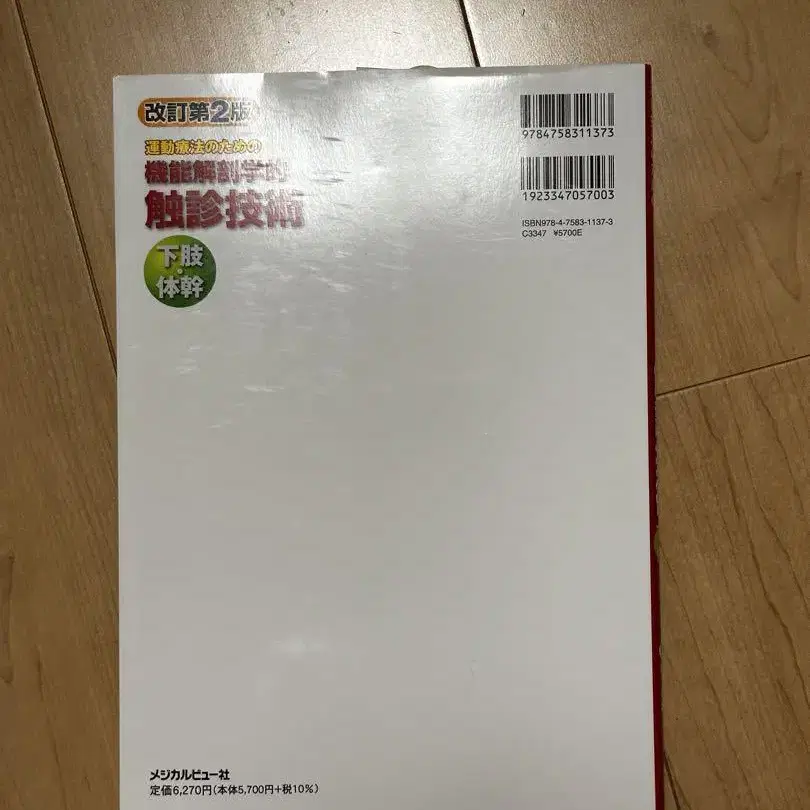 改訂第2版
運動療法のための
機能解剖学的
触診技術
下肢・
体幹
9784758311373
1923347057003
ISBN978-4-7583-1137-3
C3347 ¥5700E
メジカルビュー社
定価6,270円(本体5,700円+税10%)